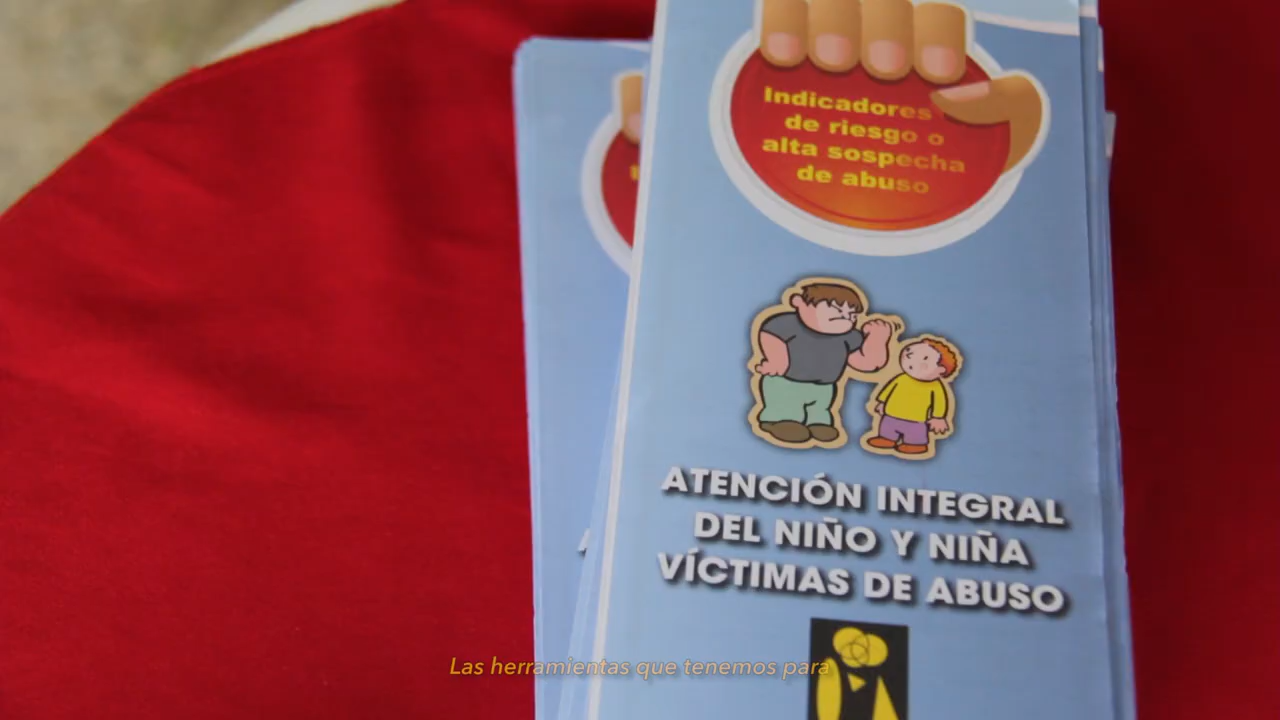 Indicadores
de riesgo o
alta sospecha
de abuso
ATENCIÓN INTEGRAL
DEL NIÑO Y NIÑA
VÍCTIMAS DE ABUSO
Las herramientas que tenemos para